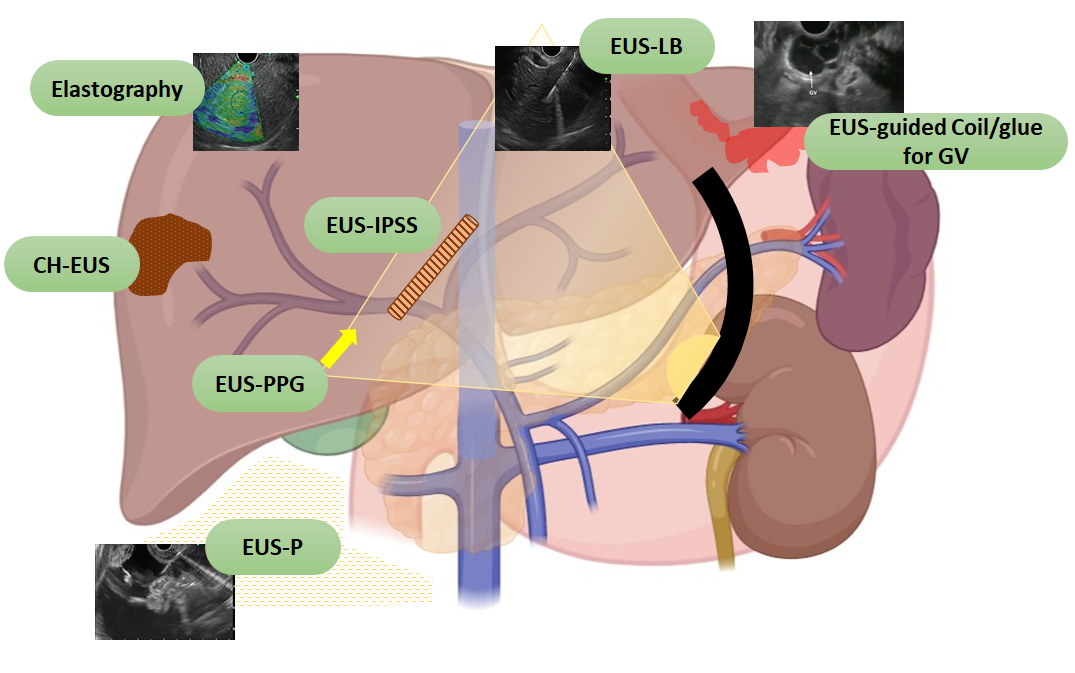 EUS-LB
Elastography
GV
EUS-guided Coil/glue
for GV
EUS-IPSS
CH-EUS
EUS-PPG
EUS-P